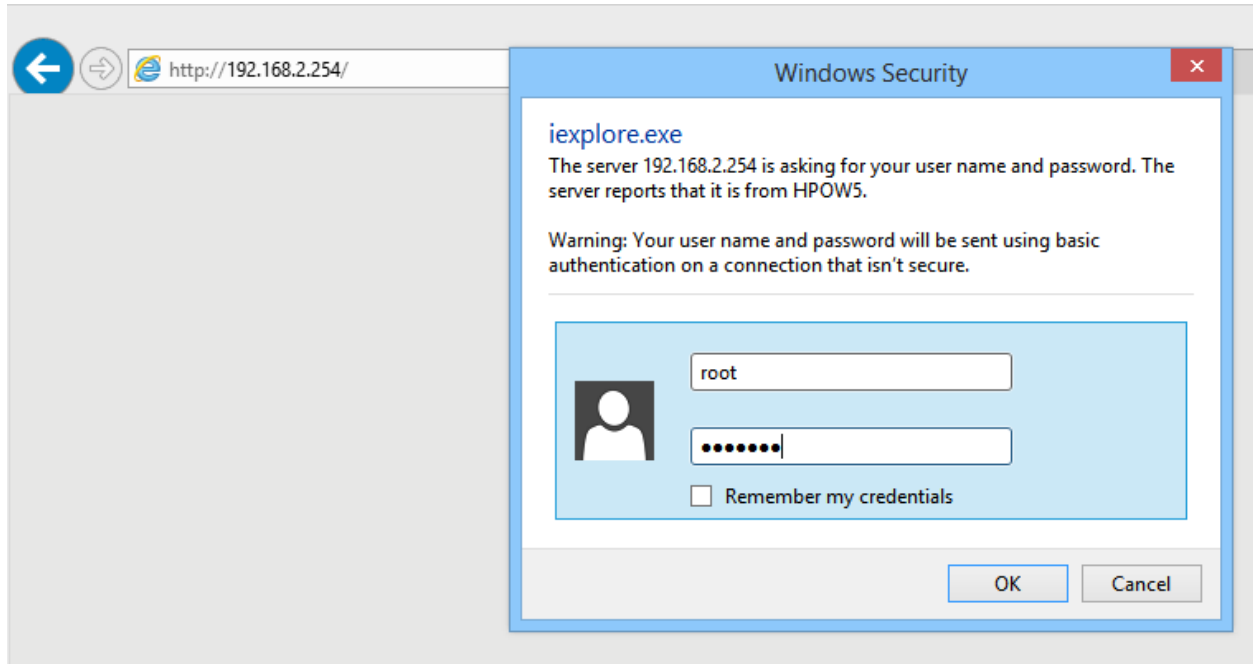 http://192.168.2.254/
Windows Security
iexplore.exe
The server 192.168.2.254 is asking for your user name and password. The
server reports that it is from HPOW5.
Warning: Your user name and password will be sent using basic
authentication on a connection that isn't secure.
root
•••••••
Remember my credentials
OK
Cancel